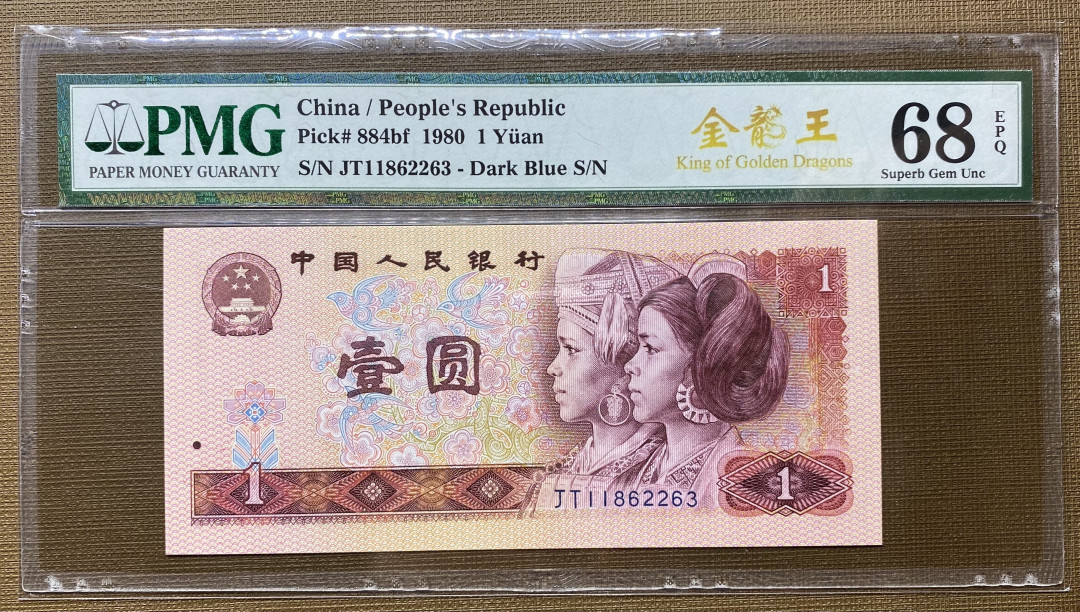 PMG
PAPER MONEY GUARANTY
China / People's Republic
Pick# 884bf 1980 1 Yüan
S/N JT11862263 - Dark Blue S/N
金龍王
King of Golden Dragons
68
EPQ
Superb Gem Unc
中国人民银行
1
壹圆
1
JT11862263
1